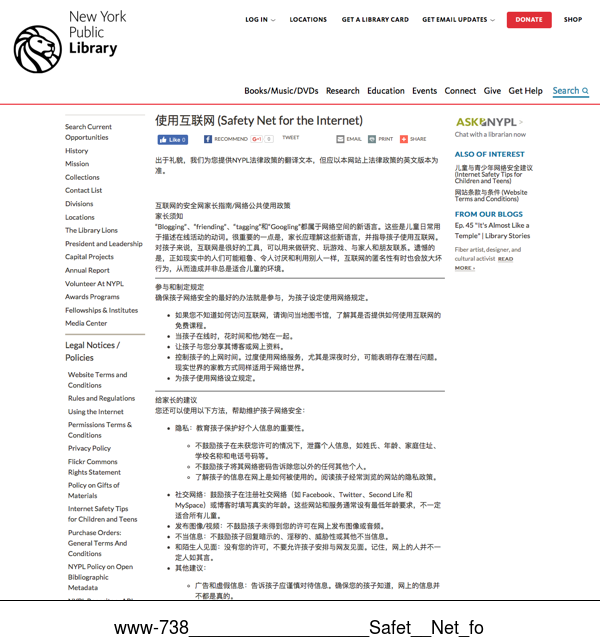 New York
Public
Library
LOG IN
LOCATIONS
GET A LIBRARY CARD
GET EMAIL UPDATES
DONATE
SHOP
Books/Music/DVDs
Research
Education
Events
Connect
Give
Get Help
Search
Search Current
Opportunities
History
Mission
Collections
Contact List
Divisions
Locations
The Library Lions
President and Leadership
Capital Projects
Annual Report
Volunteer At NYPL
Awards Programs
Fellowships & Institutes
Media Center
Legal Notices /
Policies
Website Terms and
Conditions
Rules and Regulations
Using the Internet
Permissions Terms &
Conditions
Privacy Policy
Flickr Commons
Rights Statement
Policy on Gifts of
Materials
Internet Safety Tips
for Children and Teens
Purchase Orders:
General Terms And
Conditions
NYPL Policy on Open
Bibliographic
Metadata
使用互联网 (Safety Net for the Internet)
Like 0
RECOMMEND
G+1 0
TWEET
EMAIL
PRINT
SHARE
出于礼貌，我们为您提供NYPL法律政策的翻译文本，但应以本网站上法律政策的英文版本为
准。
互联网的安全网家长指南/网络公共使用政策
家长须知
"Blogging"、"friending"、"tagging"和"Googling"都属于网络空间的新语言。这些是儿童日常用
于描述在线活动的动词。很重要的一点是，家长应理解这些新语言，并指导孩子使用互联网。
对孩子来说，互联网是很好的工具，可以用来做研究、玩游戏、与家人和朋友联系。遗憾的
是，正如现实中的人们可能粗鲁、令人讨厌和利用别人一样，互联网的匿名性有时也会放大坏
行为，从而造成并非总是适合儿童的环境。
参与和制定规定
确保孩子网络安全的最好的办法就是参与，为孩子设定使用网络规定。
• 如果您不知道如何访问互联网，请询问当地图书馆，了解其是否提供如何使用互联网的
免费课程。
• 当孩子在线时，花时间和他/她在一起。
• 让孩子与您分享其博客或网上资料。
• 控制孩子的上网时间。过度使用网络服务，尤其是深夜时分，可能表明存在潜在问题。
现实世界的家教方式同样适用于网络世界。
• 为孩子使用网络设立规定。
给家长的建议
您还可以使用以下方法，帮助维护孩子网络安全：
• 隐私：教育孩子保护好个人信息的重要性。
◦ 不鼓励孩子在未获您许可的情况下，泄露个人信息，如姓氏、年龄、家庭住址、
学校名称和电话号码等。
◦ 不鼓励孩子将其网络密码告诉除您以外的任何其他人。
◦ 了解孩子的信息在网上是如何被使用的。阅读孩子经常浏览的网站的隐私政策。
• 社交网络：鼓励孩子在注册社交网络（如 Facebook、Twitter、Second Life 和
MySpace）或博客时填写真实的年龄。这些网站和服务通常设有最低年龄要求，不一定
适合所有儿童。
• 发布图像/视频：不鼓励孩子未得到您的许可在网上发布图像或音频。
• 不当信息：不鼓励孩子回复暗示的、淫秽的、威胁性或其他不当信息。
• 和陌生人见面：没有您的许可，不要允许孩子安排与网友见面。记住，网上的人并不一
定人如其言。
• 其他建议：
◦ 广告和虚假信息：告诉孩子应谨慎对待信息。确保您的孩子知道，网上的信息并
不都是真的。
ASK NYPL >
Chat with a librarian now
ALSO OF INTEREST
儿童与青少年网络安全建议
(Internet Safety Tips for
Children and Teens)
网站条款与条件 (Website
Terms and Conditions)
FROM OUR BLOGS
Ep. 45 "It's Almost Like a
Temple" | Library Stories
Fiber artist, designer, and
cultural activist READ
MORE ›
www-738___________________Safet__Net_fo